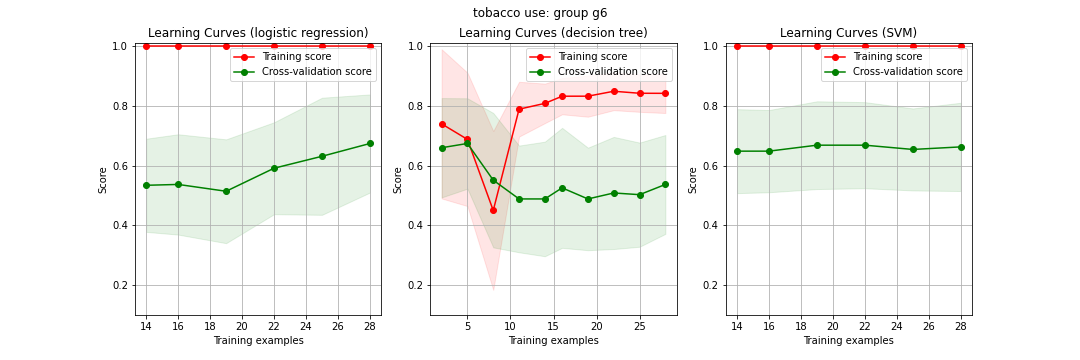 tobacco use: group g6
Learning Curves (logistic regression)
1.0
0.8
0.6
0.4
0.2
Score
Training score
Cross-validation score
14 16 18 20 22 24 26 28
Training examples
Learning Curves (decision tree)
1.0
0.8
0.6
0.4
0.2
Score
Training score
Cross-validation score
5 10 15 20 25
Training examples
Learning Curves (SVM)
1.0
0.8
0.6
0.4
0.2
Score
Training score
Cross-validation score
14 16 18 20 22 24 26 28
Training examples